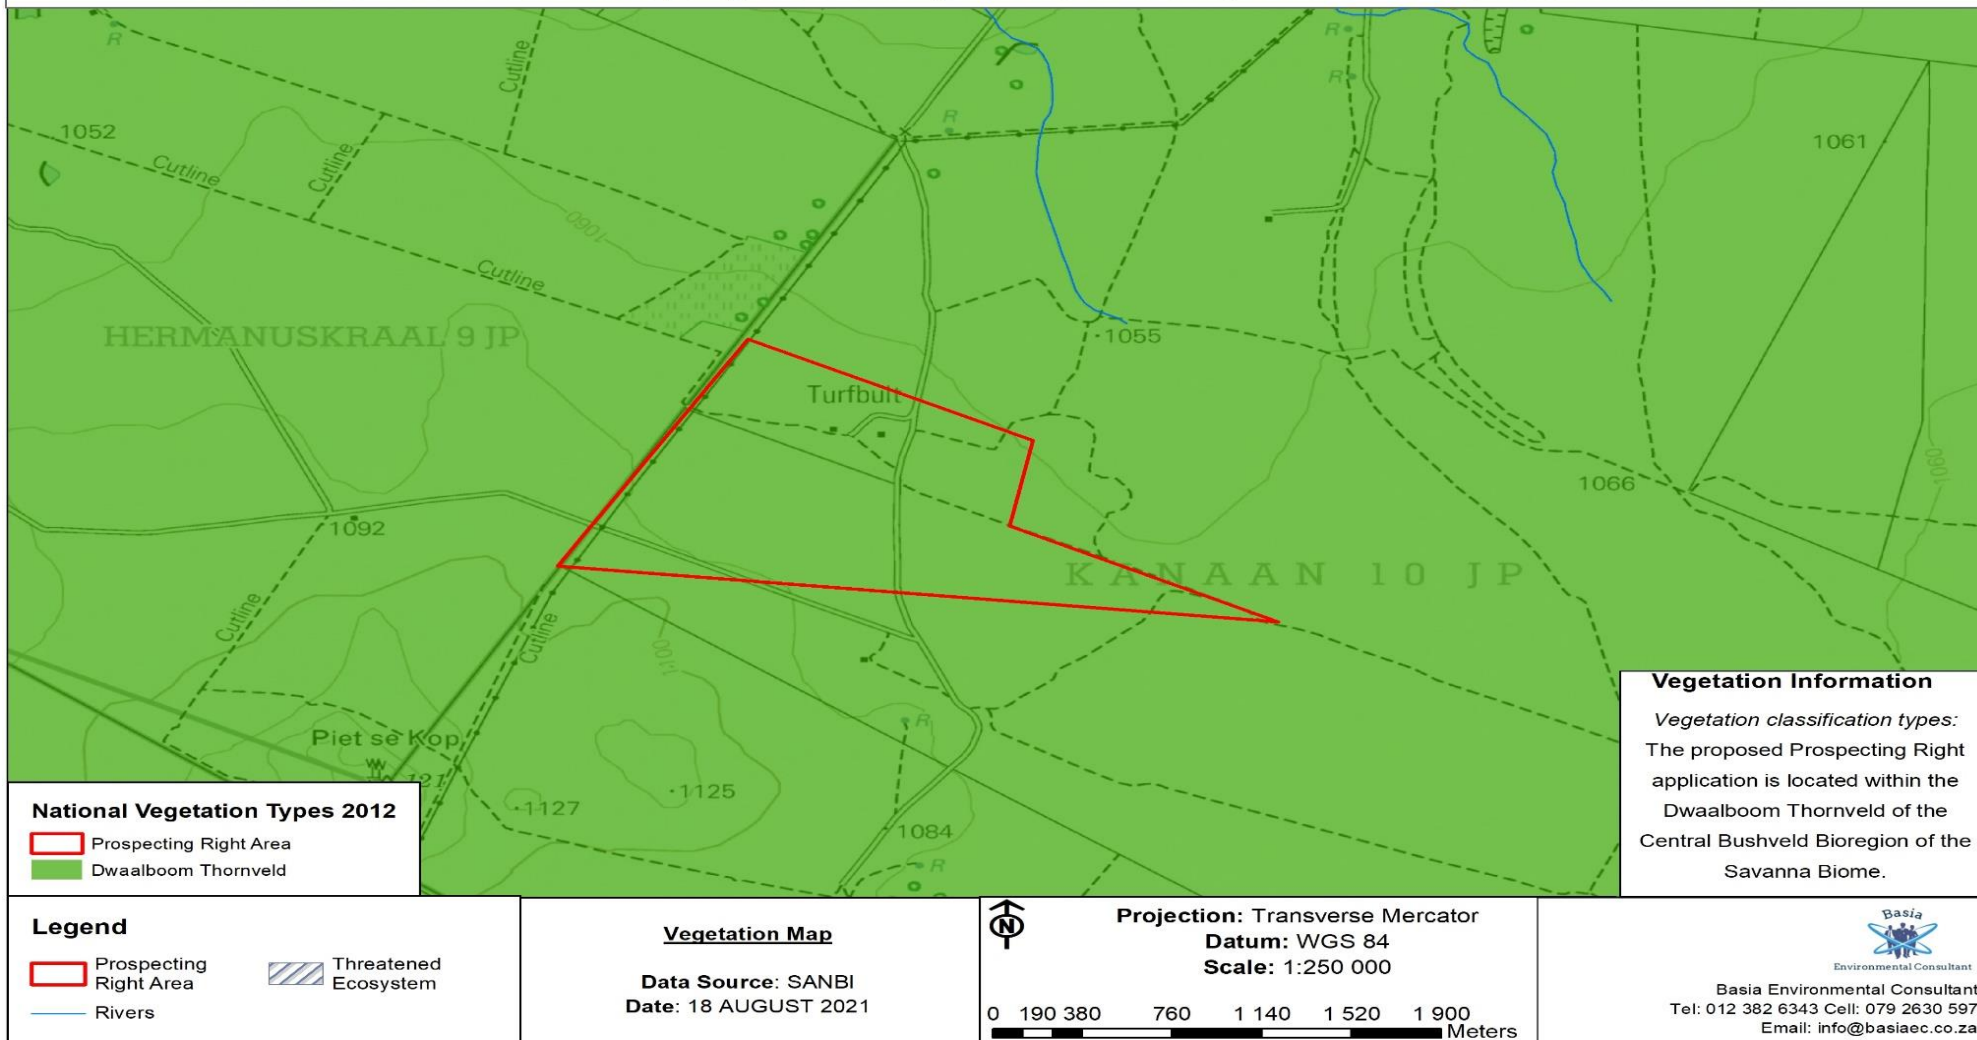 R
Cutline
R
R
R
1052
1061
Cutline
Cutline
1060
Cutline
HERMANUSKRAAL 9 JP
1055
Turfbult
1060
1066
1092
KANAAN 10 JP
Cutline
Cutline
1100
R
Piet se Kop
121
1125
1127
1084
R
Vegetation Information
Vegetation classification types:
The proposed Prospecting Right
application is located within the
Dwaalboom Thornveld of the
Central Bushveld Bioregion of the
Savanna Biome.
National Vegetation Types 2012
Prospecting Right Area
Dwaalboom Thornveld
Legend
Prospecting
Right Area
Threatened
Ecosystem
Rivers
Vegetation Map
Data Source: SANBI
Date: 18 AUGUST 2021
N
Projection: Transverse Mercator
Datum: WGS 84
Scale: 1:250 000
0 190 380 760 1 140 1 520 1 900
Meters
Basia
Environmental Consultant
Basia Environmental Consultant
Tel: 012 382 6343 Cell: 079 2630 597
Email: info@basiaec.co.za